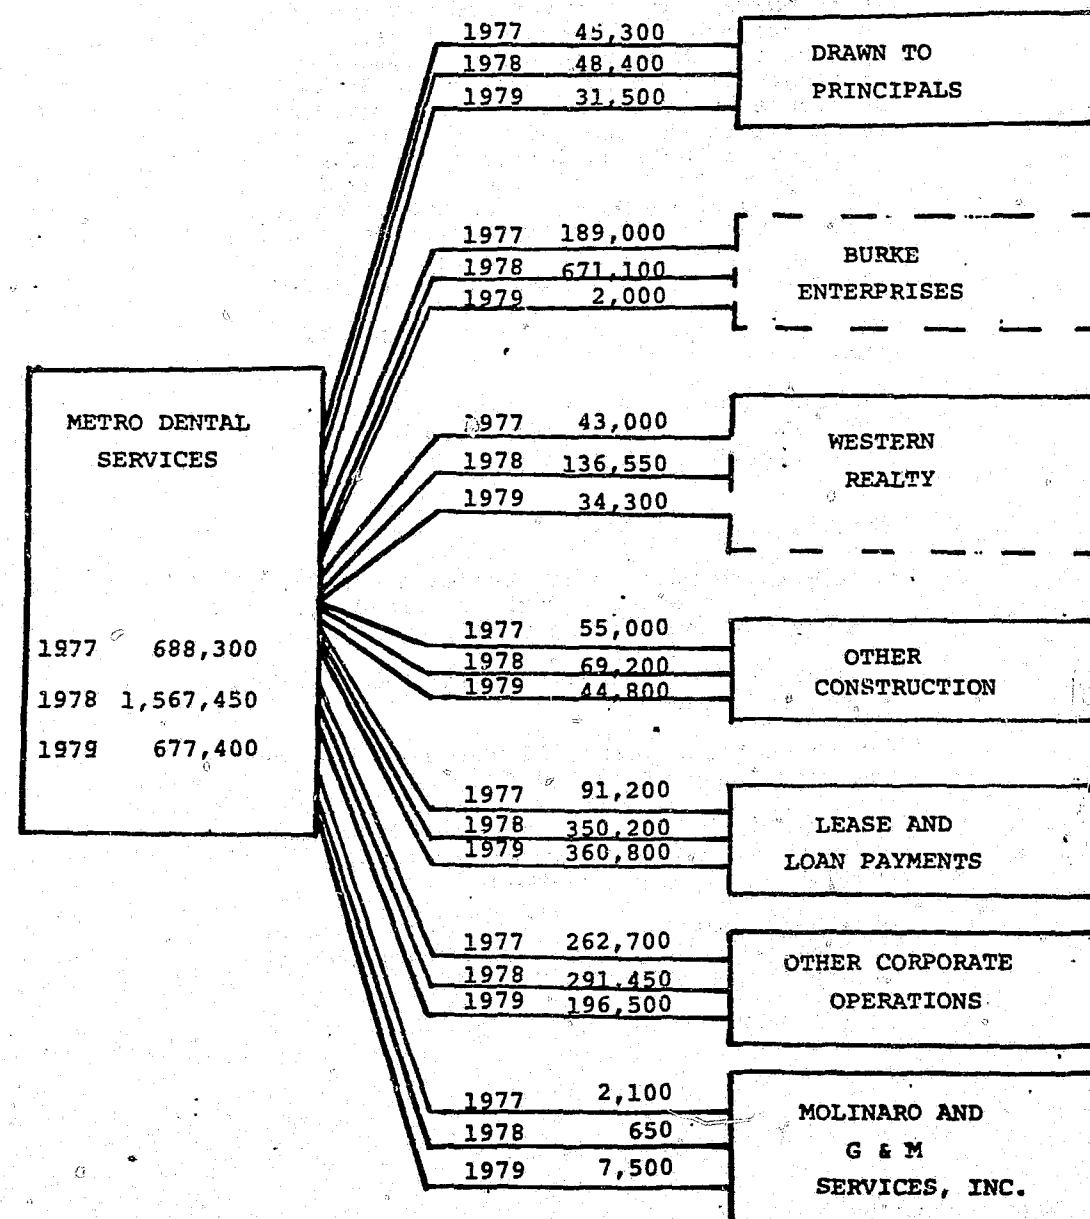 1977 45,300
1978 48,400
1979 31,500
DRAWN TO
PRINCIPALS
1977 189,000
1978 671,100
1979 2,000
BURKE
ENTERPRISES
METRO DENTAL
SERVICES
1977 688,300
1978 1,567,450
1979 677,400
1977 43,000
1978 136,550
1979 34,300
WESTERN
REALTY
1977 55,000
1978 69,200
1979 44,800
OTHER
CONSTRUCTION
1977 91,200
1978 350,200
1979 360,800
LEASE AND
LOAN PAYMENTS
1977 262,700
1978 291,450
1979 196,500
OTHER CORPORATE
OPERATIONS
1977 2,100
1978 650
1979 7,500
MOLINARO AND
G & M
SERVICES, INC.